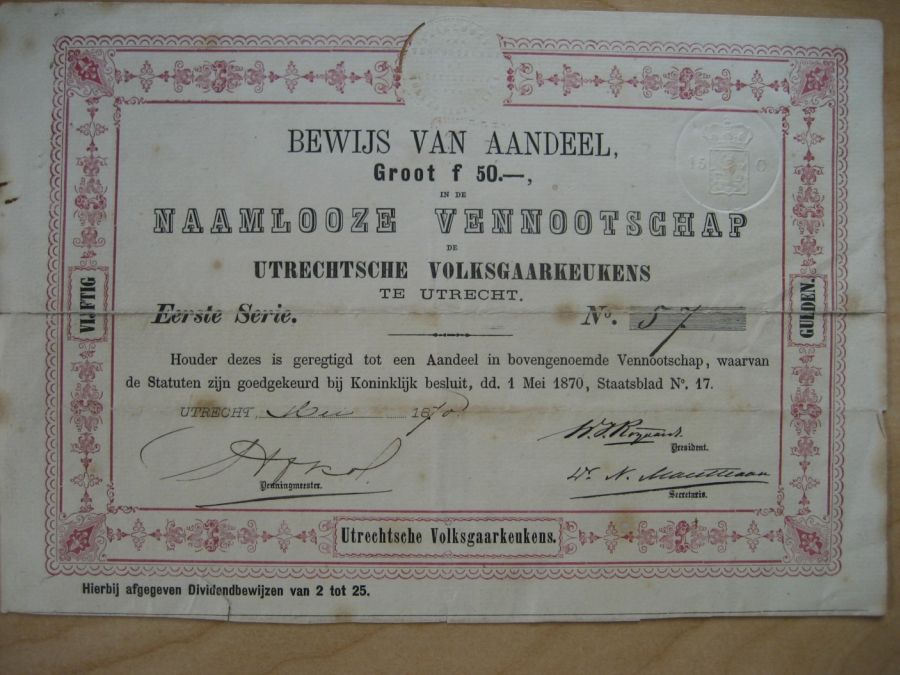 BEWIJS VAN AANDEEL,
Groot f 50.—,
IN DE
NAAMLOOZE VENNOOTSCHAP
DE
UTRECHTSCHE VOLKSGAARKEUKENS
TE UTRECHT.
Eerste Serie. No. 57
VIJFTIG
GULDEN.
Houder dezes is geregtigd tot een Aandeel in bovengenoemde Vennootschap, waarvan
de Statuten zijn goedgekeurd bij Koninklijk besluit, dd. 1 Mei 1870, Staatsblad No. 17.
UTRECHT, Mei 1870
President.
Penningmeester.
Secretaris.
Utrechtsche Volksgaarkeukens.
Hierbij afgegeven Dividendbewijzen van 2 tot 25.